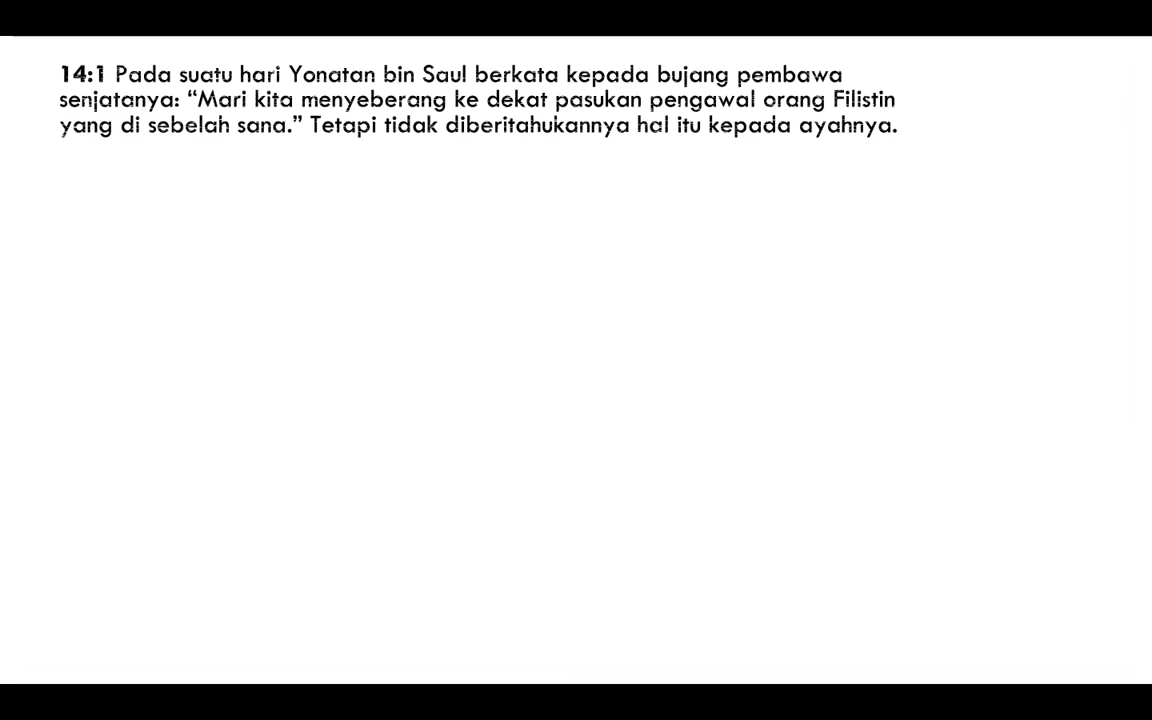 14:1 Pada suatu hari Yonatan bin Saul berkata kepada bujang pembawa
senjatanya: “Mari kita menyeberang ke dekat pasukan pengawal orang Filistin
yang di sebelah sana.” Tetapi tidak diberitahukannya hal itu kepada ayahnya.